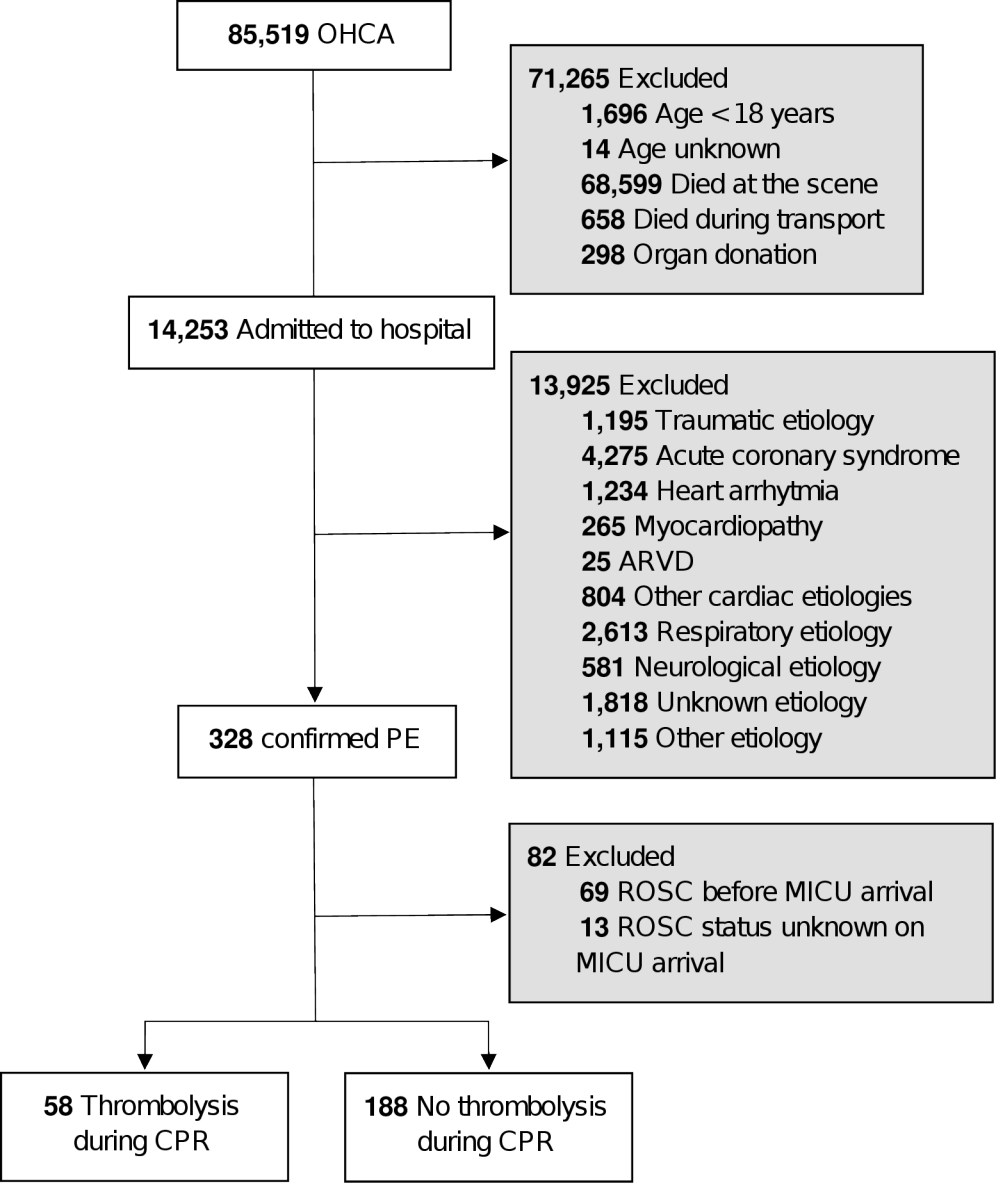 85,519 OHCA
71,265 Excluded
1,696 Age < 18 years
14 Age unknown
68,599 Died at the scene
658 Died during transport
298 Organ donation
14,253 Admitted to hospital
13,925 Excluded
1,195 Traumatic etiology
4,275 Acute coronary syndrome
1,234 Heart arrhytmia
265 Myocardiopathy
25 ARVD
804 Other cardiac etiologies
2,613 Respiratory etiology
581 Neurological etiology
1,818 Unknown etiology
1,115 Other etiology
328 confirmed PE
82 Excluded
69 ROSC before MICU arrival
13 ROSC status unknown on
MICU arrival
58 Thrombolysis
during CPR
188 No thrombolysis
during CPR